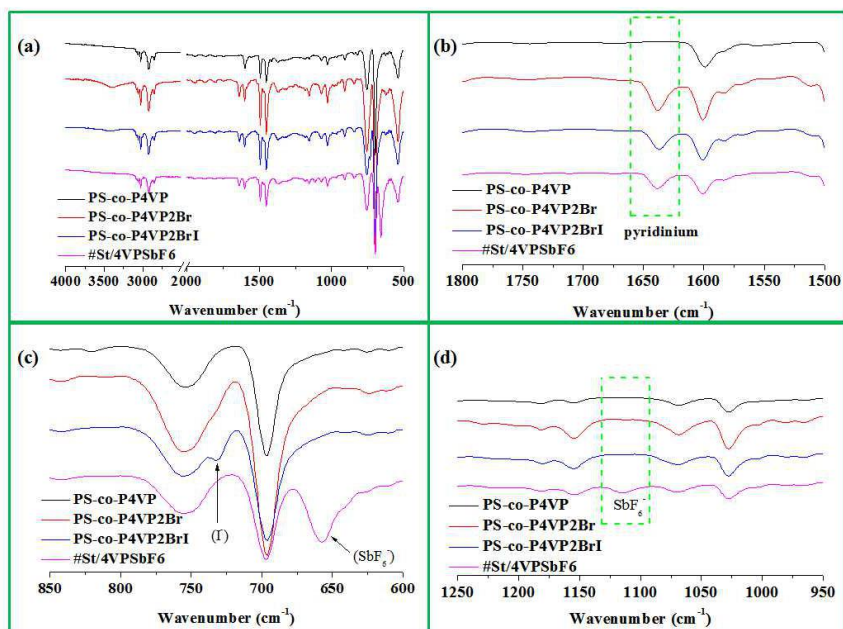 (a)
PS-co-P4VP
PS-co-P4VP2Br
PS-co-P4VP2BrI
#St/4VPSbF6
4000 3500 3000 2500 2000 1500 1000 500
Wavenumber (cm⁻¹)
(b)
PS-co-P4VP
PS-co-P4VP2Br
pyridinium
PS-co-P4VP2BrI
#St/4VPSbF6
1800 1750 1700 1650 1600 1550 1500
Wavenumber (cm⁻¹)
(c)
PS-co-P4VP
PS-co-P4VP2Br
PS-co-P4VP2BrI
(I⁻)
#St/4VPSbF6
(SbF₆⁻)
850 800 750 700 650 600
Wavenumber (cm⁻¹)
(d)
PS-co-P4VP
SbF₆⁻
PS-co-P4VP2Br
PS-co-P4VP2BrI
#St/4VPSbF6
1250 1200 1150 1100 1050 1000 950
Wavenumber (cm⁻¹)